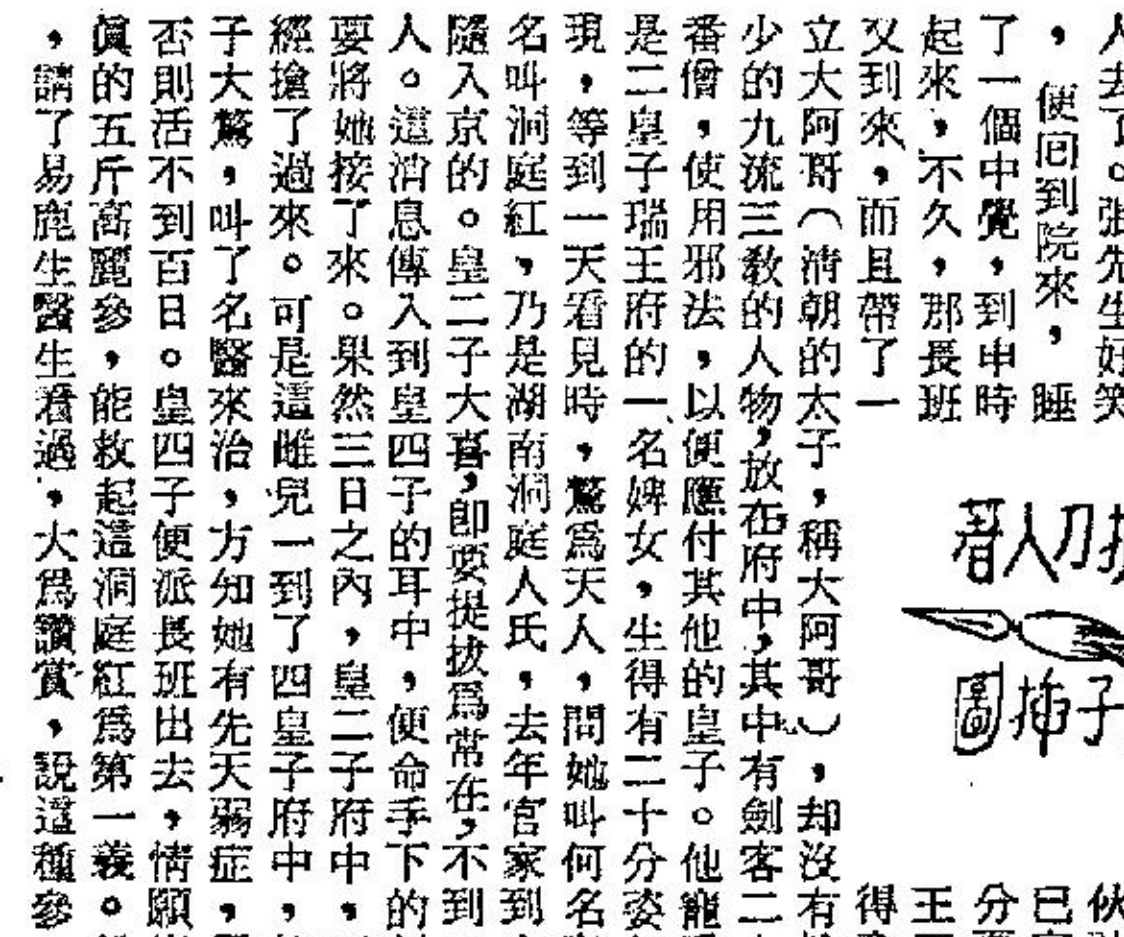 人去了。張先生好笑
，便回到院來，睡
了一個中覺，到申時
起來，不久，那長班
又到來，而且帶了一
立大阿哥（清朝的太子，稱大阿哥），却沒有
少的九流三教的人物，放在府中，其中有劍客二
番僧，使用邪法，以便應付其他的皇子。他寵
是二皇子瑞王府的一名婢女，生得有二十分姿
現，等到一天看見時，驚爲天人，問她叫何名
名叫洞庭紅，乃是湖南洞庭人氏，去年官家到
隨入京的。皇二子大喜，即要提拔爲常在，不到
人。這消息傳入到皇四子的耳中，便命手下的
要將她接了來。果然三日之內，皇二子府中，
經搶了過來。可是這雌兒一到了四皇子府中，
子大驚，叫了名醫來治，方知她有先天弱症，
否則活不到百日。皇四子便派長班出去，情願
眞的五斤高麗參，能救起這洞庭紅爲第一義。
，請了易鹿生醫生看過，大爲讚賞，說這種參
刀人著
子插圖
伙
已
分
王
得